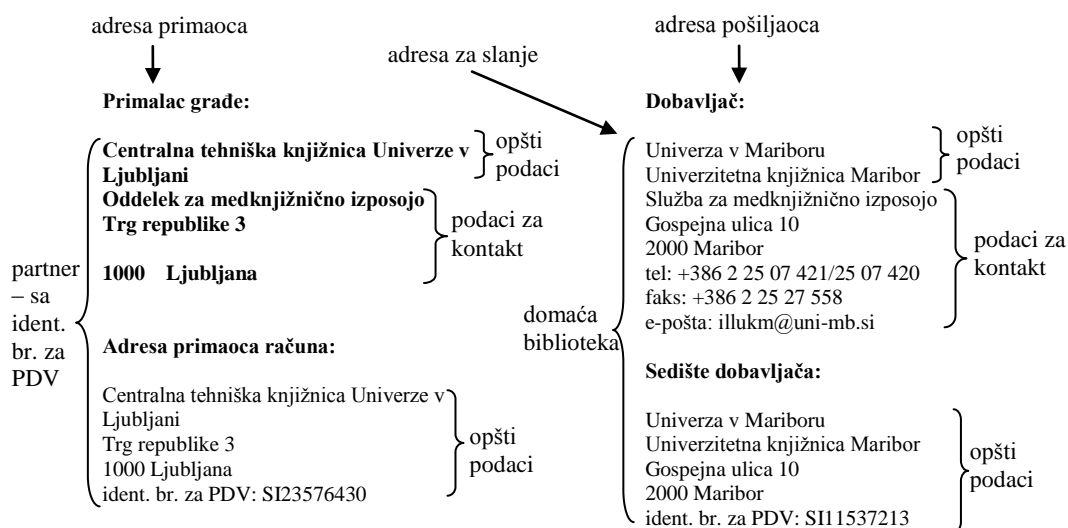 adresa primaoca
adresa za slanje
adresa pošiljaoca
Primalac građe:
Centralna tehniška knjižnica Univerze v
Ljubljani
Oddelek za medknjižnično izposojo
Trg republike 3
1000 Ljubljana
opšti
podaci
podaci za
kontakt
partner
– sa
ident.
br. za
PDV
Adresa primaoca računa:
Centralna tehniška knjižnica Univerze v
Ljubljani
Trg republike 3
1000 Ljubljana
ident. br. za PDV: SI23576430
opšti
podaci
Dobavljač:
Univerza v Mariboru
Univerzitetna knjižnica Maribor
Služba za medknjižnično izposojo
Gospejna ulica 10
2000 Maribor
tel: +386 2 25 07 421/25 07 420
faks: +386 2 25 27 558
e-pošta: illukm@uni-mb.si
opšti
podaci
podaci za
kontakt
domaća
biblioteka
Sedište dobavljača:
Univerza v Mariboru
Univerzitetna knjižnica Maribor
Gospejna ulica 10
2000 Maribor
ident. br. za PDV: SI11537213
opšti
podaci